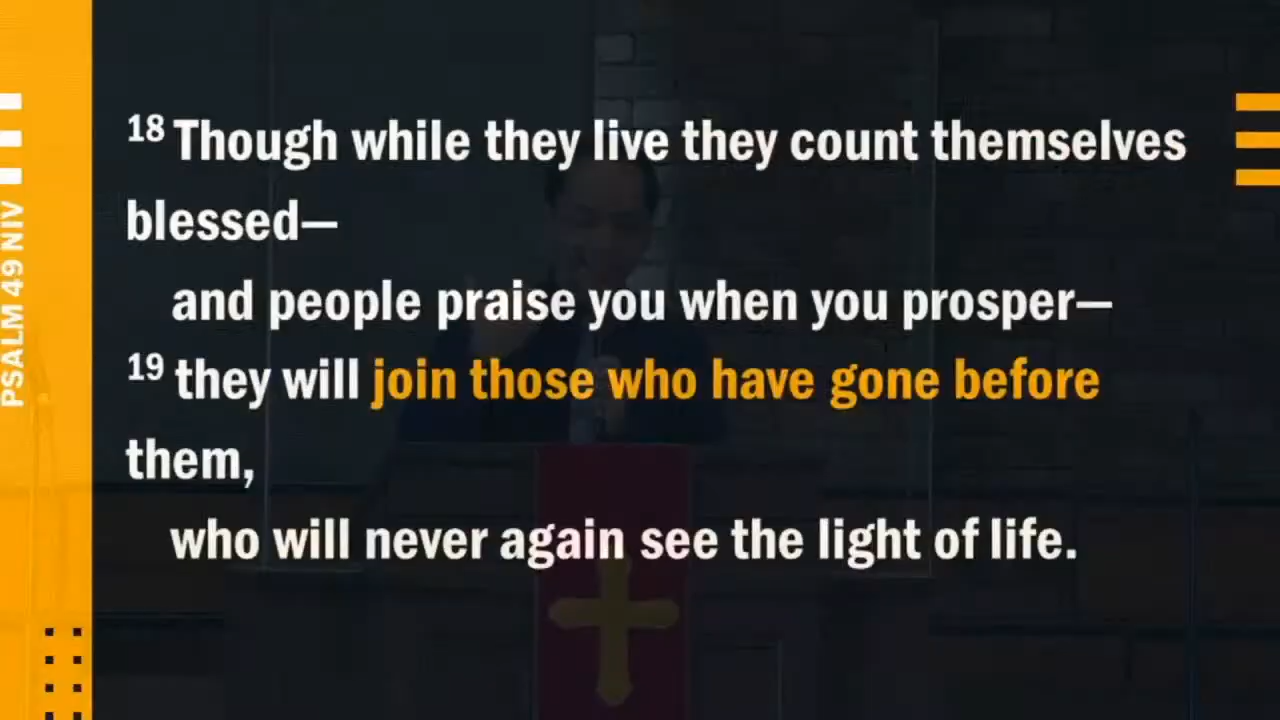 PSALM 49 NIV
18 Though while they live they count themselves
blessed—
and people praise you when you prosper—
19 they will join those who have gone before
them,
who will never again see the light of life.